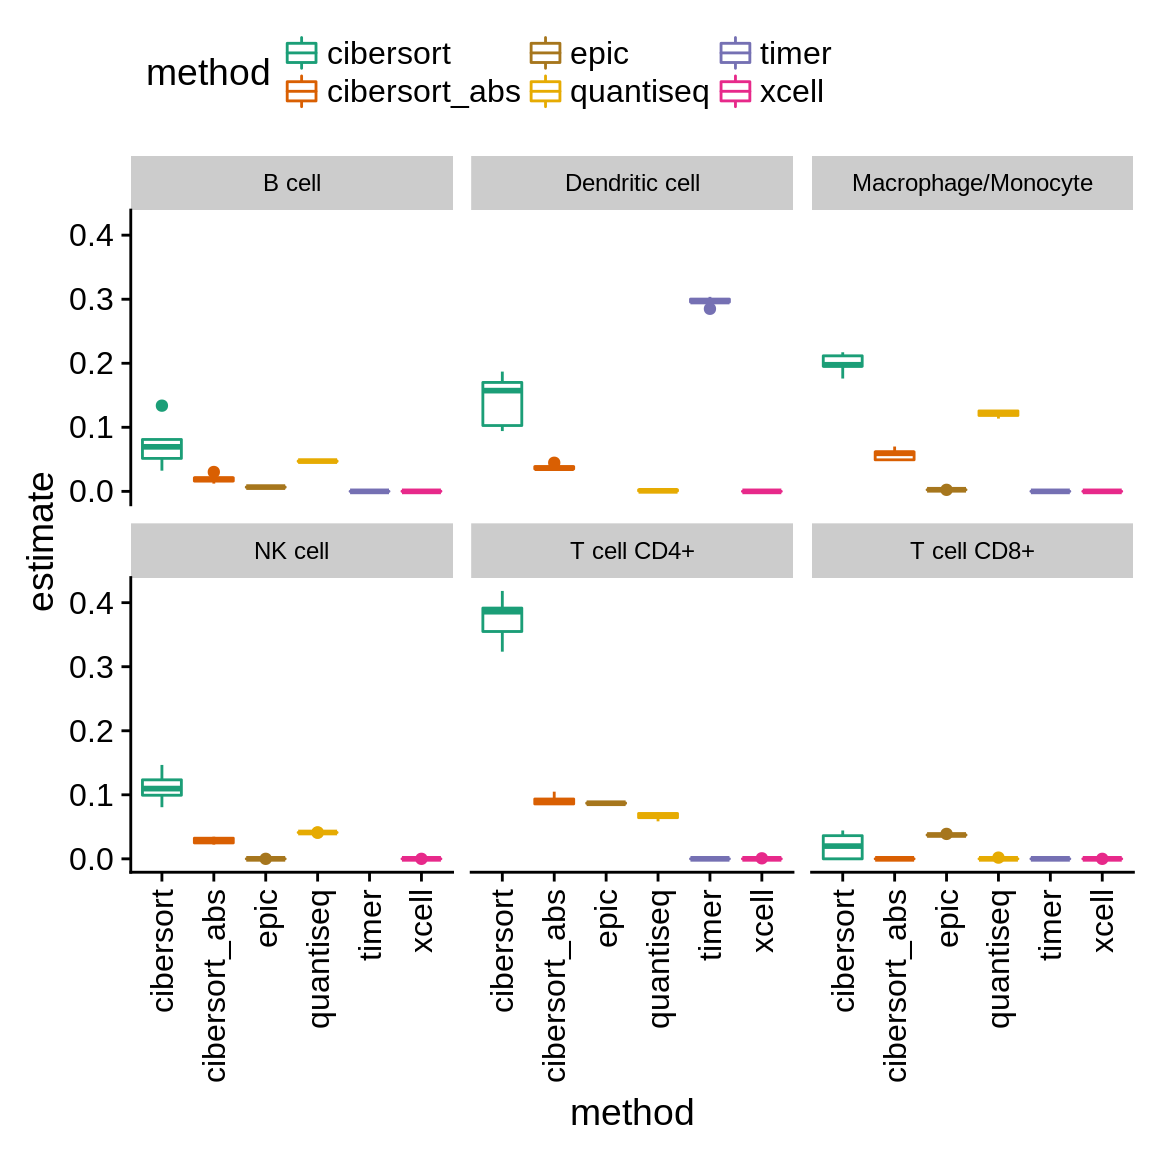 method
cibersort
epic
timer
cibersort_abs
quantiseq
xcell
B cell
Dendritic cell
Macrophage/Monocyte
0.4
0.3
0.2
0.1
0.0
estimate
NK cell
T cell CD4+
T cell CD8+
0.4
0.3
0.2
0.1
0.0
cibersort
cibersort_abs
epic
quantiseq
timer
xcell
cibersort
cibersort_abs
epic
quantiseq
timer
xcell
cibersort
cibersort_abs
epic
quantiseq
timer
xcell
method